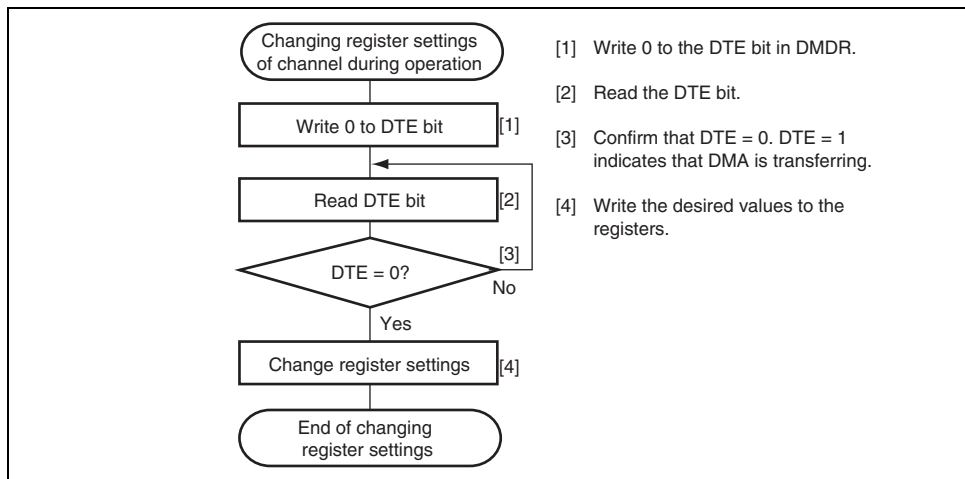 Changing register settings
of channel during operation
Write 0 to DTE bit
[1]
Read DTE bit
[2]
[3]
DTE = 0?
No
Yes
Change register settings
[4]
End of changing
register settings
[1] Write 0 to the DTE bit in DMDR.
[2] Read the DTE bit.
[3] Confirm that DTE = 0. DTE = 1
indicates that DMA is transferring.
[4] Write the desired values to the
registers.